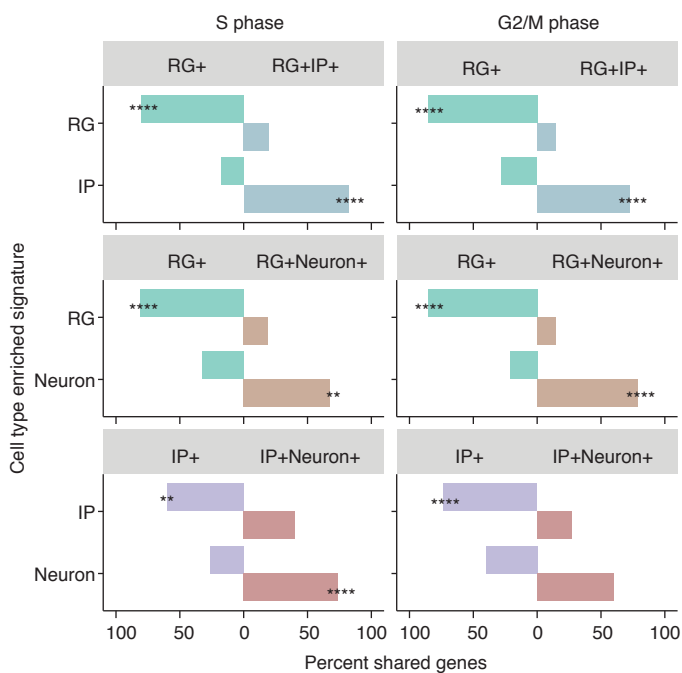 S phase G2/M phase
RG+ RG+IP+ RG+ RG+IP+
**** ****
RG
IP
**** ****
RG+ RG+Neuron+ RG+ RG+Neuron+
**** ****
RG
Neuron
** ****
IP+ IP+Neuron+ IP+ IP+Neuron+
** ****
IP
Neuron
****
100 50 0 50 100 100 50 0 50 100
Percent shared genes
Cell type enriched signature